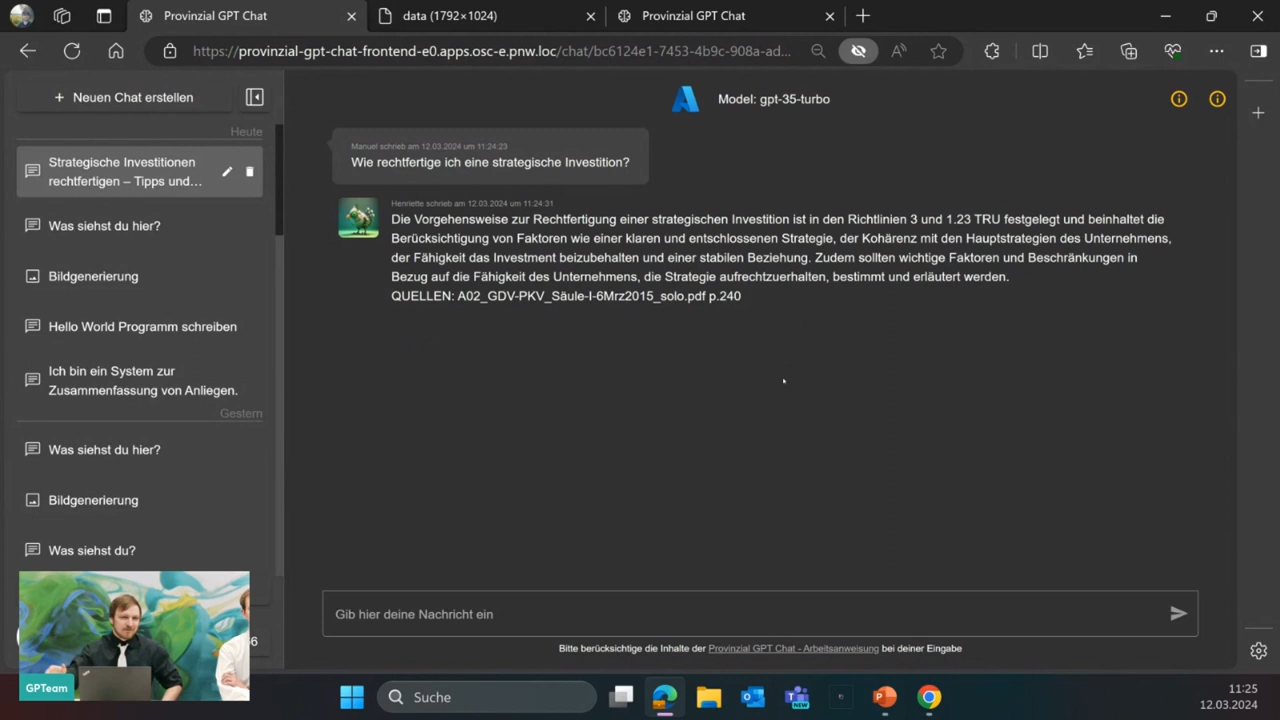 Provinzial GPT Chat
data (1792×1024)
Provinzial GPT Chat
https://provinzial-gpt-chat-frontend-e0.apps.osc-e.pnw.loc/chat/bc6124e1-7453-4b9c-908a-ad...
+ Neuen Chat erstellen
Heute
Strategische Investitionen
rechtfertigen – Tipps und...
Was siehst du hier?
Bildgenerierung
Hello World Programm schreiben
Ich bin ein System zur
Zusammenfassung von Anliegen.
Gestern
Was siehst du hier?
Bildgenerierung
Was siehst du?
6
GPTeam
Model: gpt-35-turbo
Manuel schrieb am 12.03.2024 um 11:24:23
Wie rechtfertige ich eine strategische Investition?
Henriette schrieb am 12.03.2024 um 11:24:31
Die Vorgehensweise zur Rechtfertigung einer strategischen Investition ist in den Richtlinien 3 und 1.23 TRU festgelegt und beinhaltet die
Berücksichtigung von Faktoren wie einer klaren und entschlossenen Strategie, der Kohärenz mit den Hauptstrategien des Unternehmens,
der Fähigkeit das Investment beizubehalten und einer stabilen Beziehung. Zudem sollten wichtige Faktoren und Beschränkungen in
Bezug auf die Fähigkeit des Unternehmens, die Strategie aufrechtzuerhalten, bestimmt und erläutert werden.
QUELLEN: A02_GDV-PKV_Säule-I-6Mrz2015_solo.pdf p.240
Gib hier deine Nachricht ein
Bitte berücksichtige die Inhalte der Provinzial GPT Chat - Arbeitsanweisung bei deiner Eingabe
Suche
NEW
11:25
12.03.2024